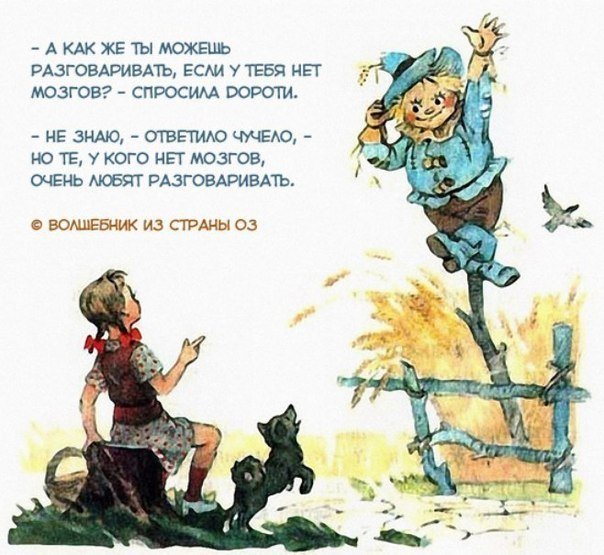 - А КАК ЖЕ ТЫ МОЖЕШЬ
РАЗГОВАРИВАТЬ, ЕСЛИ У ТЕБЯ НЕТ
МОЗГОВ? - СПРОСИЛА DОРОТИ.
- НЕ ЗНАЮ, - ОТВЕТИЛО ЧУЧЕЛО, -
НО ТЕ, У КОГО НЕТ МОЗГОВ,
ОЧЕНЬ ЛЮБЯТ РАЗГОВАРИВАТЬ.
© ВОЛШЕБНИК ИЗ СТРАНЫ ОЗ